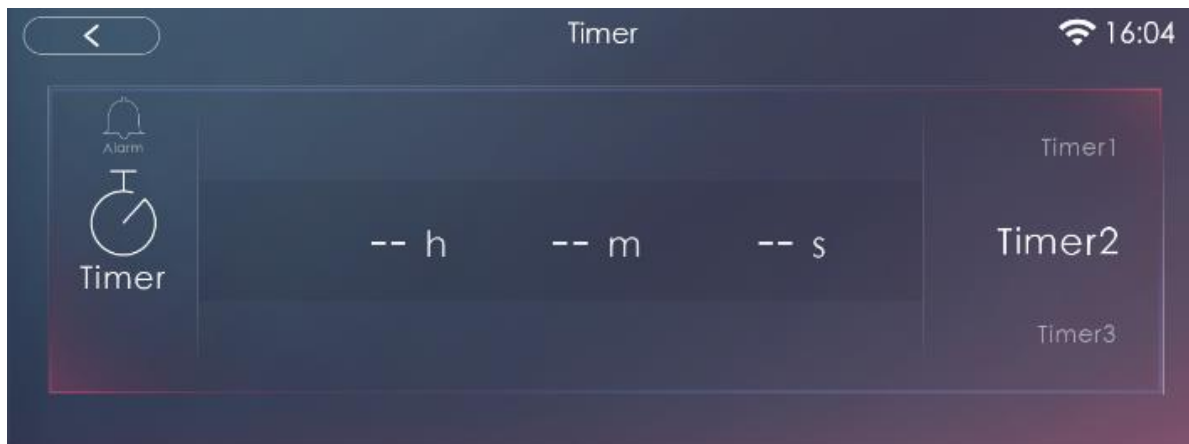 Timer
16:04
Alarm
Timer
-- h -- m -- s
Timer1
Timer2
Timer3